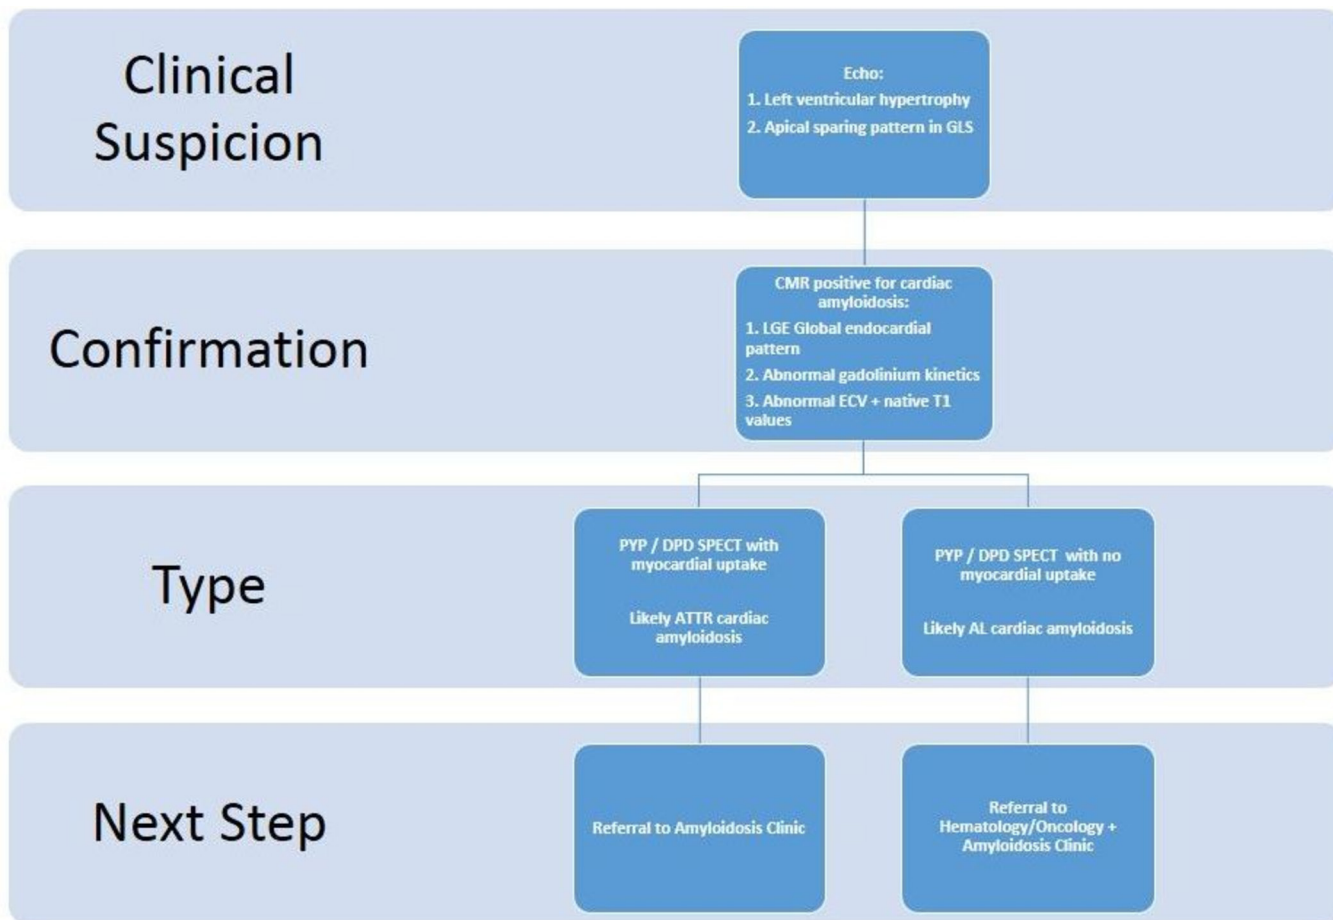 Clinical
Suspicion
Echo:
1. Left ventricular hypertrophy
2. Apical sparing pattern in GLS
Confirmation
CMR positive for cardiac
amyloidosis:
1. LGE Global endocardial
pattern
2. Abnormal gadolinium kinetics
3. Abnormal ECV + native T1
values
Type
PYP / DPD SPECT with
myocardial uptake
Likely ATTR cardiac
amyloidosis
PYP / DPD SPECT with no
myocardial uptake
Likely AL cardiac amyloidosis
Next Step
Referral to Amyloidosis Clinic
Referral to
Hematology/Oncology +
Amyloidosis Clinic